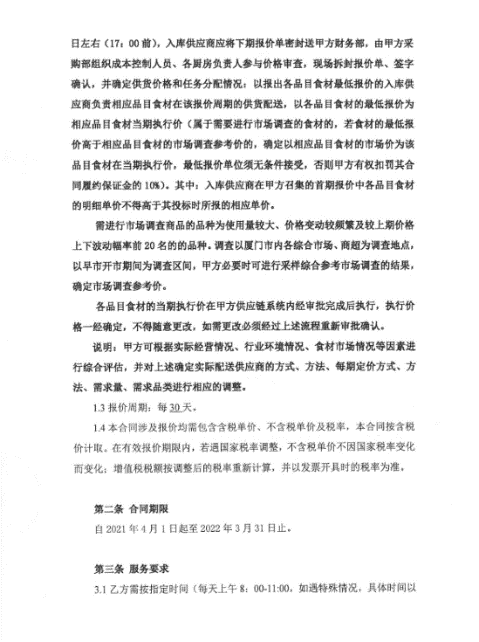 日左右（17：00 前），入库供应商应将下期报价单密封送甲方财务部，由甲方采
购部组织成本控制人员、各厨房负责人参与价格审查，现场拆封报价单、签字
确认，并确定供货价格和任务分配情况：以报出各品目食材最低报价的入库供
应商负责相应品目食材在该报价周期的供货配送，以各品目食材的最低报价为
相应品目食材当期执行价（属于需要进行市场调查的食材的，若食材的最低报
价高于相应品目食材的市场调查参考价的，确定以相应品目食材的市场价为该
品目食材在当期执行价，最低报价单位须无条件接受，否则甲方有权扣罚其合
同履约保证金的 10%）。其中：入库供应商在甲方召集的首期报价中各品目食材
的明细单价不得高于其投标时所报的相应单价。
需进行市场调查商品的品种为使用量较大、价格变动较频繁及较上期价格
上下波动幅率前 20 名的的品种。调查以厦门市内各综合市场、商超为调查地点，
以早市开市期间为调查区间，甲方必要时可进行采样综合参考市场调查的结果，
确定市场调查参考价。
各品目食材的当期执行价在甲方供应链系统内经审批完成后执行，执行价
格一经确定，不得随意更改，如需更改必须经过上述流程重新审批确认。
说明：甲方可根据实际经营情况、行业环境情况、食材市场情况等因素进
行综合评估，并对上述确定实际配送供应商的方式、方法、每期定价方式、方
法、需求量、需求品类进行相应的调整。
1.3 报价周期：每 30 天。
1.4 本合同涉及报价均需包含含税单价、不含税单价及税率，本合同按含税
价计取。在有效报价期限内，若遇国家税率调整，不含税单价不因国家税率变化
而变化；增值税税额按调整后的税率重新计算，并以发票开具时的税率为准。
第二条 合同期限
自 2021 年 4 月 1 日起至 2022 年 3 月 31 日止。
第三条 服务要求
3.1 乙方需按指定时间（每天上午 8：00-11:00，如遇特殊情况，具体时间以